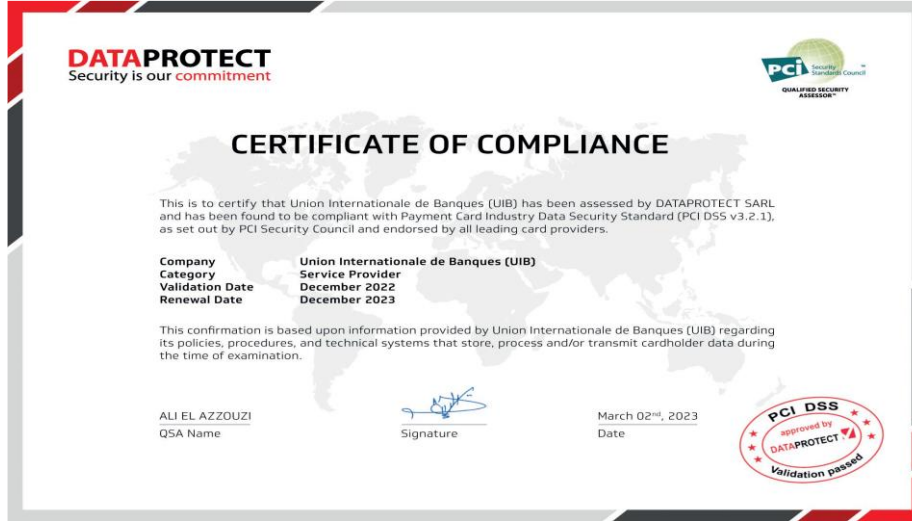 DATAPROTECT
Security is our commitment
PCI Security Standards Council ™
QUALIFIED SECURITY
ASSESSOR™
CERTIFICATE OF COMPLIANCE
This is to certify that Union Internationale de Banques (UIB) has been assessed by DATAPROTECT SARL
and has been found to be compliant with Payment Card Industry Data Security Standard (PCI DSS v3.2.1),
as set out by PCI Security Council and endorsed by all leading card providers.
Company Union Internationale de Banques (UIB)
Category Service Provider
Validation Date December 2022
Renewal Date December 2023
This confirmation is based upon information provided by Union Internationale de Banques (UIB) regarding
its policies, procedures, and technical systems that store, process and/or transmit cardholder data during
the time of examination.
ALI EL AZZOUZI March 02nd, 2023
QSA Name Signature Date
PCI DSS
approved by
DATAPROTECT
Validation passed